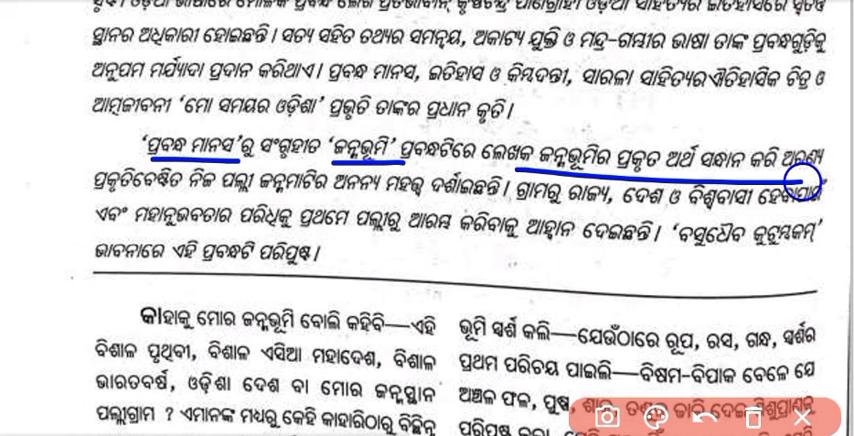 ସ୍ଥାନର ଅଧିକାରୀ ହୋଇଛନ୍ତି। ସତ୍ୟ ସହିତ ତଥ୍ୟର ସମନ୍ୱୟ, ଅକାଟ୍ୟ ଯୁକ୍ତି ଓ ମନ୍ଦ୍ର-ଗମ୍ଭୀର ଭାଷା ତାଙ୍କ ପ୍ରବନ୍ଧଗୁଡ଼ିକୁ
ଅନୁପମ ମର୍ଯ୍ୟାଦା ପ୍ରଦାନ କରିଥାଏ। ପ୍ରବନ୍ଧ ମାନସ, ଇତିହାସ ଓ କିମ୍ବଦନ୍ତୀ, ସାରଳା ସାହିତ୍ୟର ଐତିହାସିକ ଚିତ୍ର ଓ
ଆତ୍ମଜୀବନୀ ‘ମୋ ସମୟର ଓଡ଼ିଶା’ ପ୍ରଭୃତି ତାଙ୍କର ପ୍ରଧାନ କୃତି।
‘ପ୍ରବନ୍ଧ ମାନସ’ରୁ ସଂଗୃହୀତ ‘ଜନ୍ମଭୂମି’ ପ୍ରବନ୍ଧଟିରେ ଲେଖକ ଜନ୍ମଭୂମିର ପ୍ରକୃତ ଅର୍ଥ ସନ୍ଧାନ କରି ଅରଣ୍ୟ
ପ୍ରକୃତିବେଷ୍ଟିତ ନିଜ ପଲ୍ଲୀ ଜନ୍ମମାଟିର ଅନନ୍ୟ ମହତ୍ତ୍ୱ ଦର୍ଶାଇଛନ୍ତି। ଗ୍ରାମରୁ ରାଜ୍ୟ, ଦେଶ ଓ ବିଶ୍ୱବାସୀ ହେବାପାଇଁ
ଏବଂ ମହାନୁଭବତାର ପରିଧିକୁ ପ୍ରଥମେ ପଲ୍ଲୀରୁ ଆରମ୍ଭ କରିବାକୁ ଆହ୍ୱାନ ଦେଇଛନ୍ତି। ‘ବସୁଧୈବ କୁଟୁମ୍ବକମ୍’
ଭାବନାରେ ଏହି ପ୍ରବନ୍ଧଟି ପରିପୁଷ୍ଟ।
କାହାକୁ ମୋର ଜନ୍ମଭୂମି ବୋଲି କହିବି—ଏହି
ବିଶାଳ ପୃଥିବୀ, ବିଶାଳ ଏସିଆ ମହାଦେଶ, ବିଶାଳ
ଭାରତବର୍ଷ, ଓଡ଼ିଶା ଦେଶ ବା ମୋର ଜନ୍ମସ୍ଥାନ
ପଲ୍ଲୀଗ୍ରାମ ? ଏମାନଙ୍କ ମଧ୍ୟରୁ କେହି କାହାରିଠାରୁ ବିଚ୍ଛିନ୍ନ
ଭୂମି ସ୍ପର୍ଶ କଲି—ଯେଉଁଠାରେ ରୂପ, ରସ, ଗନ୍ଧ, ସ୍ପର୍ଶର
ପ୍ରଥମ ପରିଚୟ ପାଇଲି—ବିଷମ-ବିପାକ ବେଳେ ଯେ
ଅଞ୍ଚଳ ଫଳ, ପୁଷ୍ପ,